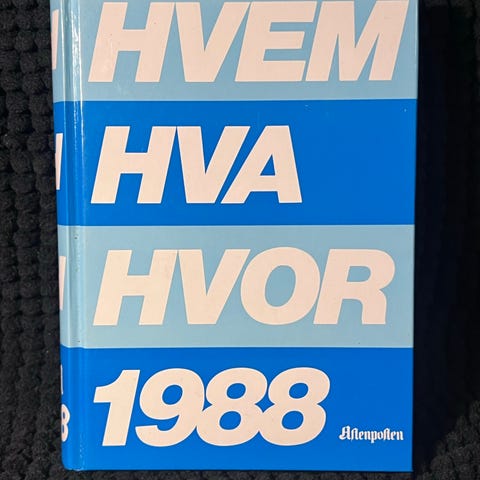 HVEM
HVA
HVOR
1988
Aftenposten